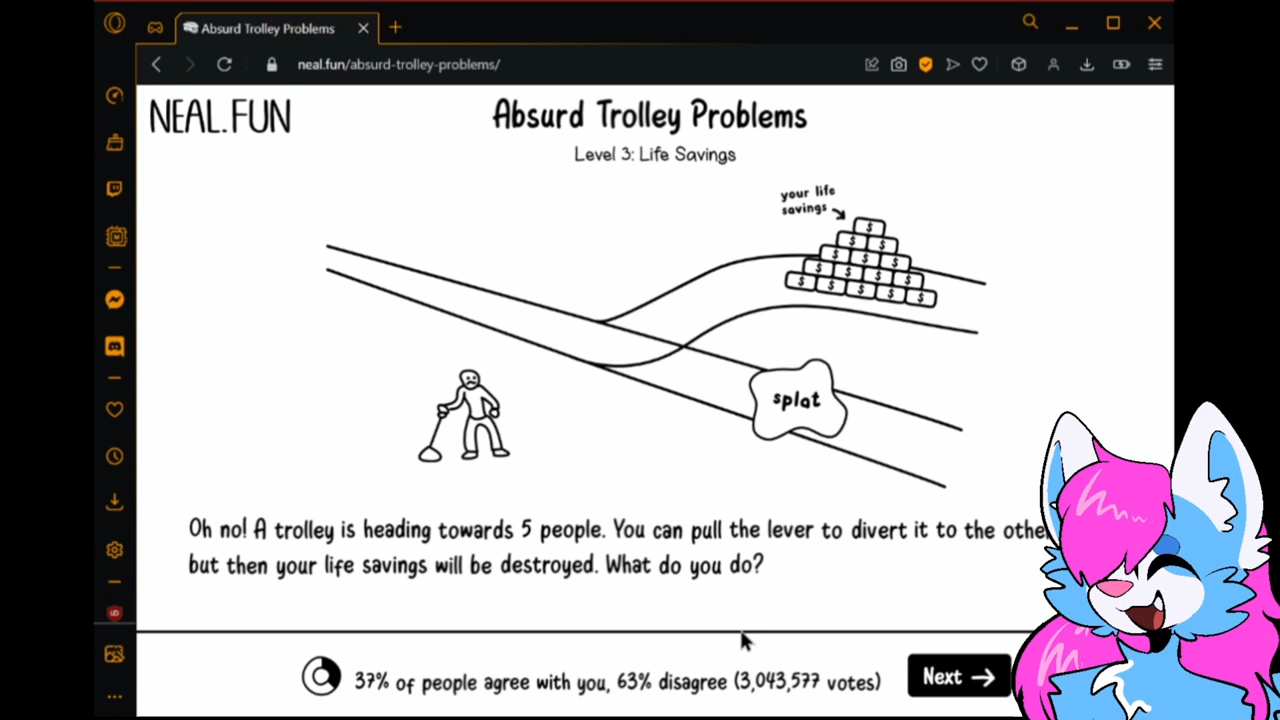 Absurd Trolley Problems
neal.fun/absurd-trolley-problems/
NEAL.FUN
Absurd Trolley Problems
Level 3: Life Savings
your life
savings
$
$ $
$ $ $
$ $ $ $
$ $ $ $ $
splat
Oh no! A trolley is heading towards 5 people. You can pull the lever to divert it to the
but then your life savings will be destroyed. What do you do?
UD
37% of people agree with you, 63% disagree (3,043,577 votes)
Next →